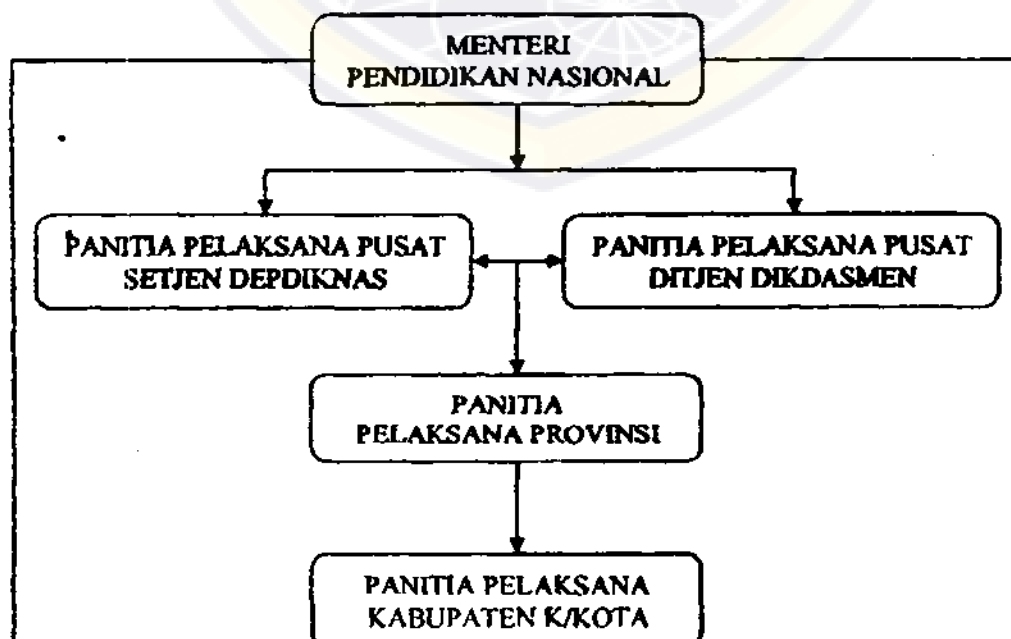 MENTERI
PENDIDIKAN NASIONAL
PANITIA PELAKSANA PUSAT
SETJEN DEPDIKNAS
PANITIA PELAKSANA PUSAT
DITJEN DIKDASMEN
PANITIA
PELAKSANA PROVINSI
PANITIA PELAKSANA
KABUPATEN K/KOTA